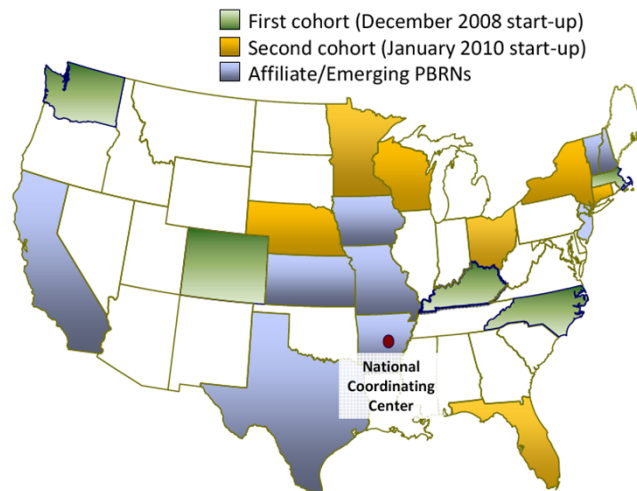 First cohort (December 2008 start-up)
Second cohort (January 2010 start-up)
Affiliate/Emerging PBRNs
National
Coordinating
Center